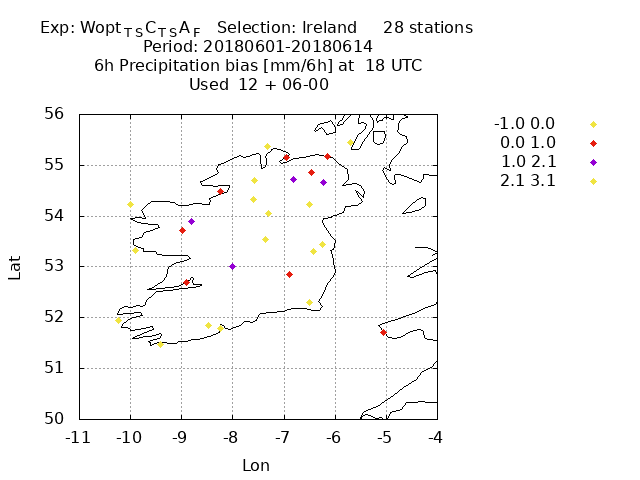 Exp: Wopt T S C T S A F Selection: Ireland 28 stations
Period: 20180601-20180614
6h Precipitation bias [mm/6h] at 18 UTC
Used 12 + 06-00
-1.0 0.0
0.0 1.0
1.0 2.1
2.1 3.1
56
55
54
53
52
51
50
Lat
-11 -10 -9 -8 -7 -6 -5 -4
Lon